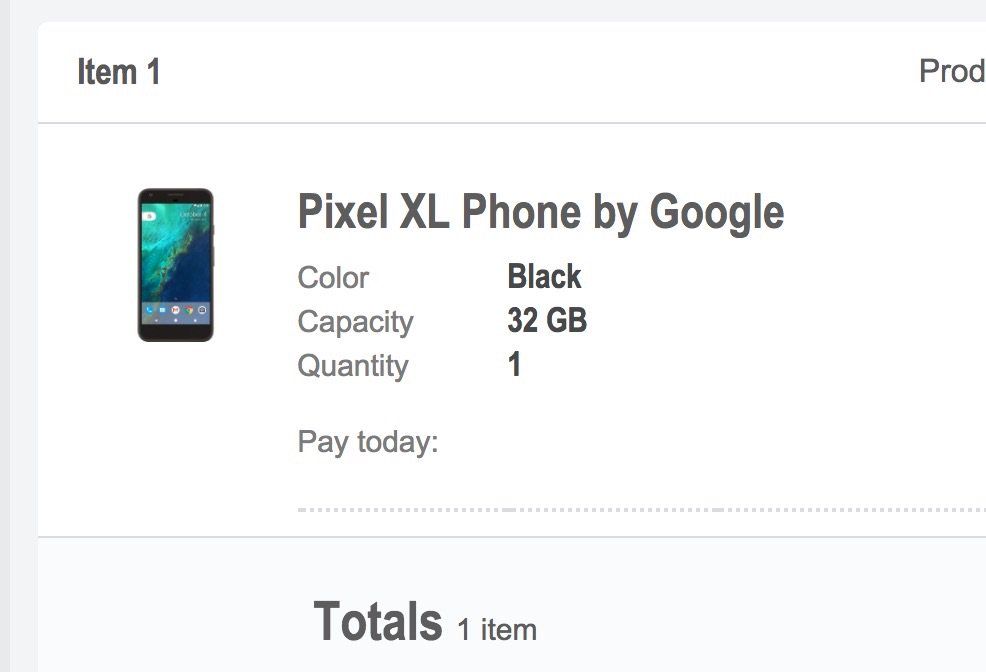 Item 1 Prod
Pixel XL Phone by Google
Color Black
Capacity 32 GB
Quantity 1
Pay today:
Totals 1 item